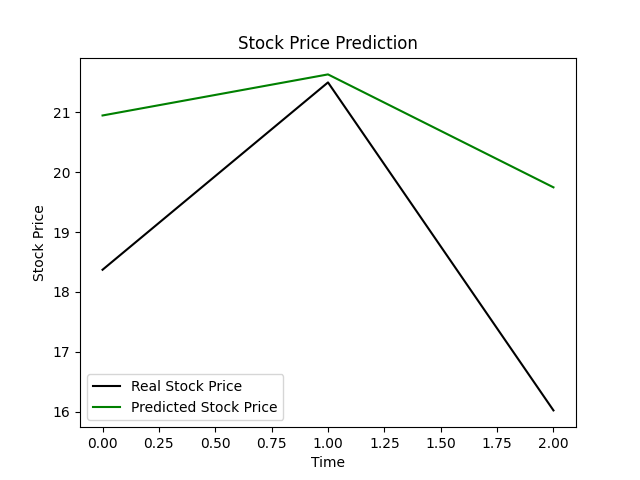 Stock Price Prediction
Stock Price
21
20
19
18
17
16
Real Stock Price
Predicted Stock Price
0.00 0.25 0.50 0.75 1.00 1.25 1.50 1.75 2.00
Time